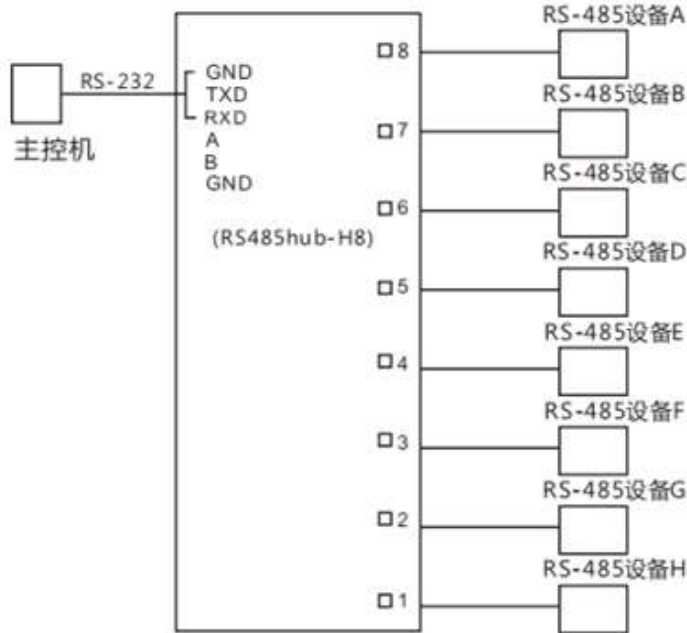 RS-485设备A
8
RS-232
GND
TXD
RXD
A
B
GND
主控机
(RS485hub-H8)
RS-485设备B
7
RS-485设备C
6
RS-485设备D
5
RS-485设备E
4
RS-485设备F
3
RS-485设备G
2
RS-485设备H
1